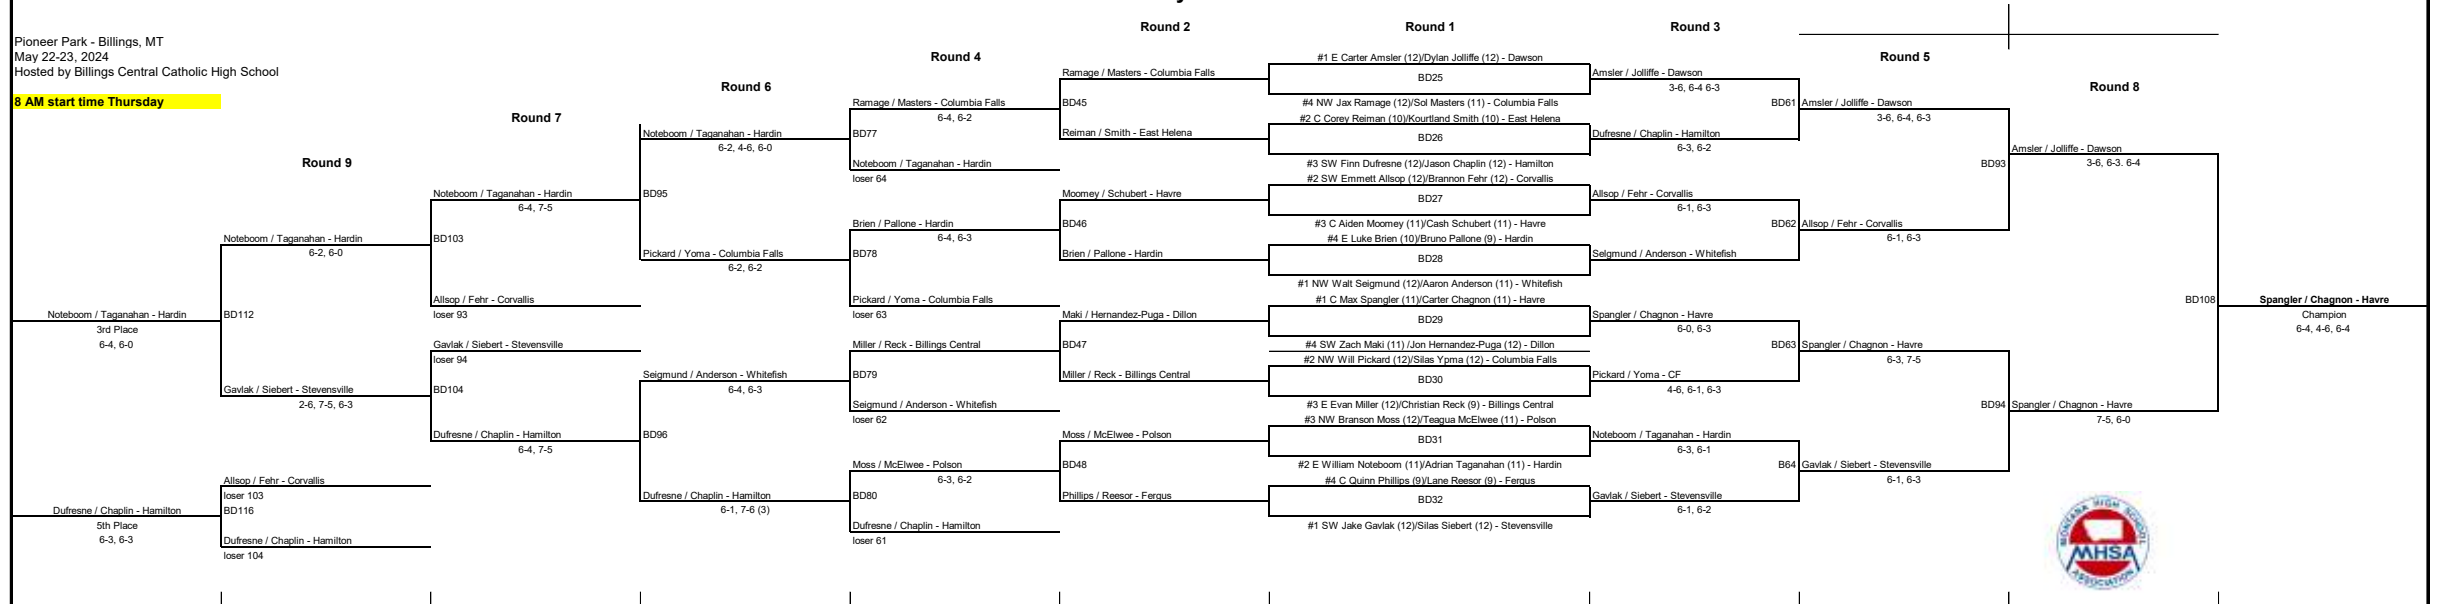 Round 2
Round 1
Round 3
Pioneer Park - Billings, MT
May 22-23, 2024
Hosted by Billings Central Catholic High School
8 AM start time Thursday
Round 4
Round 5
Round 6
Round 8
Round 7
Round 9
Noteboom / Taganahan - Hardin
3rd Place
6-4, 6-0
Dufresne / Chaplin - Hamilton
5th Place
6-3, 6-3
Noteboom / Taganahan - Hardin
6-2, 6-0
BD112
Gavlak / Siebert - Stevensville
2-6, 7-5, 6-3
Allsop / Fehr - Corvallis
loser 103
BD116
Dufresne / Chaplin - Hamilton
loser 104
Noteboom / Taganahan - Hardin
6-4, 7-5
BD103
Allsop / Fehr - Corvallis
loser 93
Gavlak / Siebert - Stevensville
loser 94
BD104
Dufresne / Chaplin - Hamilton
6-4, 7-5
Noteboom / Taganahan - Hardin
6-2, 4-6, 6-0
BD95
Pickard / Yoma - Columbia Falls
6-2, 6-2
Seigmund / Anderson - Whitefish
6-4, 6-3
BD96
Dufresne / Chaplin - Hamilton
6-1, 7-6 (3)
Ramage / Masters - Columbia Falls
6-4, 6-2
BD77
Noteboom / Taganahan - Hardin
loser 64
Brien / Pallone - Hardin
6-4, 6-3
BD78
Pickard / Yoma - Columbia Falls
loser 63
Miller / Reck - Billings Central
BD79
Seigmund / Anderson - Whitefish
loser 62
Moss / McElwee - Polson
6-3, 6-2
BD80
Dufresne / Chaplin - Hamilton
loser 61
Ramage / Masters - Columbia Falls
BD45
Reiman / Smith - East Helena
Moomey / Schubert - Havre
BD46
Brien / Pallone - Hardin
Maki / Hernandez-Puga - Dillon
BD47
Miller / Reck - Billings Central
Moss / McElwee - Polson
BD48
Phillips / Reesor - Fergus
#1 E Carter Amsler (12)/Dylan Jolliffe (12) - Dawson
BD25
#4 NW Jax Ramage (12)/Sol Masters (11) - Columbia Falls
#2 C Corey Reiman (10)/Kourtland Smith (10) - East Helena
BD26
#3 SW Finn Dufresne (12)/Jason Chaplin (12) - Hamilton
#2 SW Emmett Allsop (12)/Brannon Fehr (12) - Corvallis
BD27
#3 C Aiden Moomey (11)/Cash Schubert (11) - Havre
#4 E Luke Brien (10)/Bruno Pallone (9) - Hardin
BD28
#1 NW Walt Seigmund (12)/Aaron Anderson (11) - Whitefish
#1 C Max Spangler (11)/Carter Chagnon (11) - Havre
BD29
#4 SW Zach Maki (11) /Jon Hernandez-Puga (12) - Dillon
#2 NW Will Pickard (12)/Silas Ypma (12) - Columbia Falls
BD30
#3 E Evan Miller (12)/Christian Reck (9) - Billings Central
#3 NW Branson Moss (12)/Teagua McElwee (11) - Polson
BD31
#2 E William Noteboom (11)/Adrian Taganahan (11) - Hardin
#4 C Quinn Phillips (9)/Lane Reesor (9) - Fergus
BD32
#1 SW Jake Gavlak (12)/Silas Siebert (12) - Stevensville
Amsler / Jolliffe - Dawson
3-6, 6-4 6-3
BD61
Dufresne / Chaplin - Hamilton
6-3, 6-2
Allsop / Fehr - Corvallis
6-1, 6-3
BD62
Selgmund / Anderson - Whitefish
Spangler / Chagnon - Havre
6-0, 6-3
BD63
Pickard / Yoma - CF
4-6, 6-1, 6-3
Noteboom / Taganahan - Hardin
6-3, 6-1
B64
Gavlak / Siebert - Stevensville
6-1, 6-2
Amsler / Jolliffe - Dawson
3-6, 6-4, 6-3
BD93
Allsop / Fehr - Corvallis
6-1, 6-3
Spangler / Chagnon - Havre
6-3, 7-5
BD94
Gavlak / Siebert - Stevensville
6-1, 6-3
Amsler / Jolliffe - Dawson
3-6, 6-3. 6-4
BD108
Spangler / Chagnon - Havre
7-5, 6-0
Spangler / Chagnon - Havre
Champion
6-4, 4-6, 6-4
MONTANA HIGH SCHOOL
MHSA
ASSOCIATION